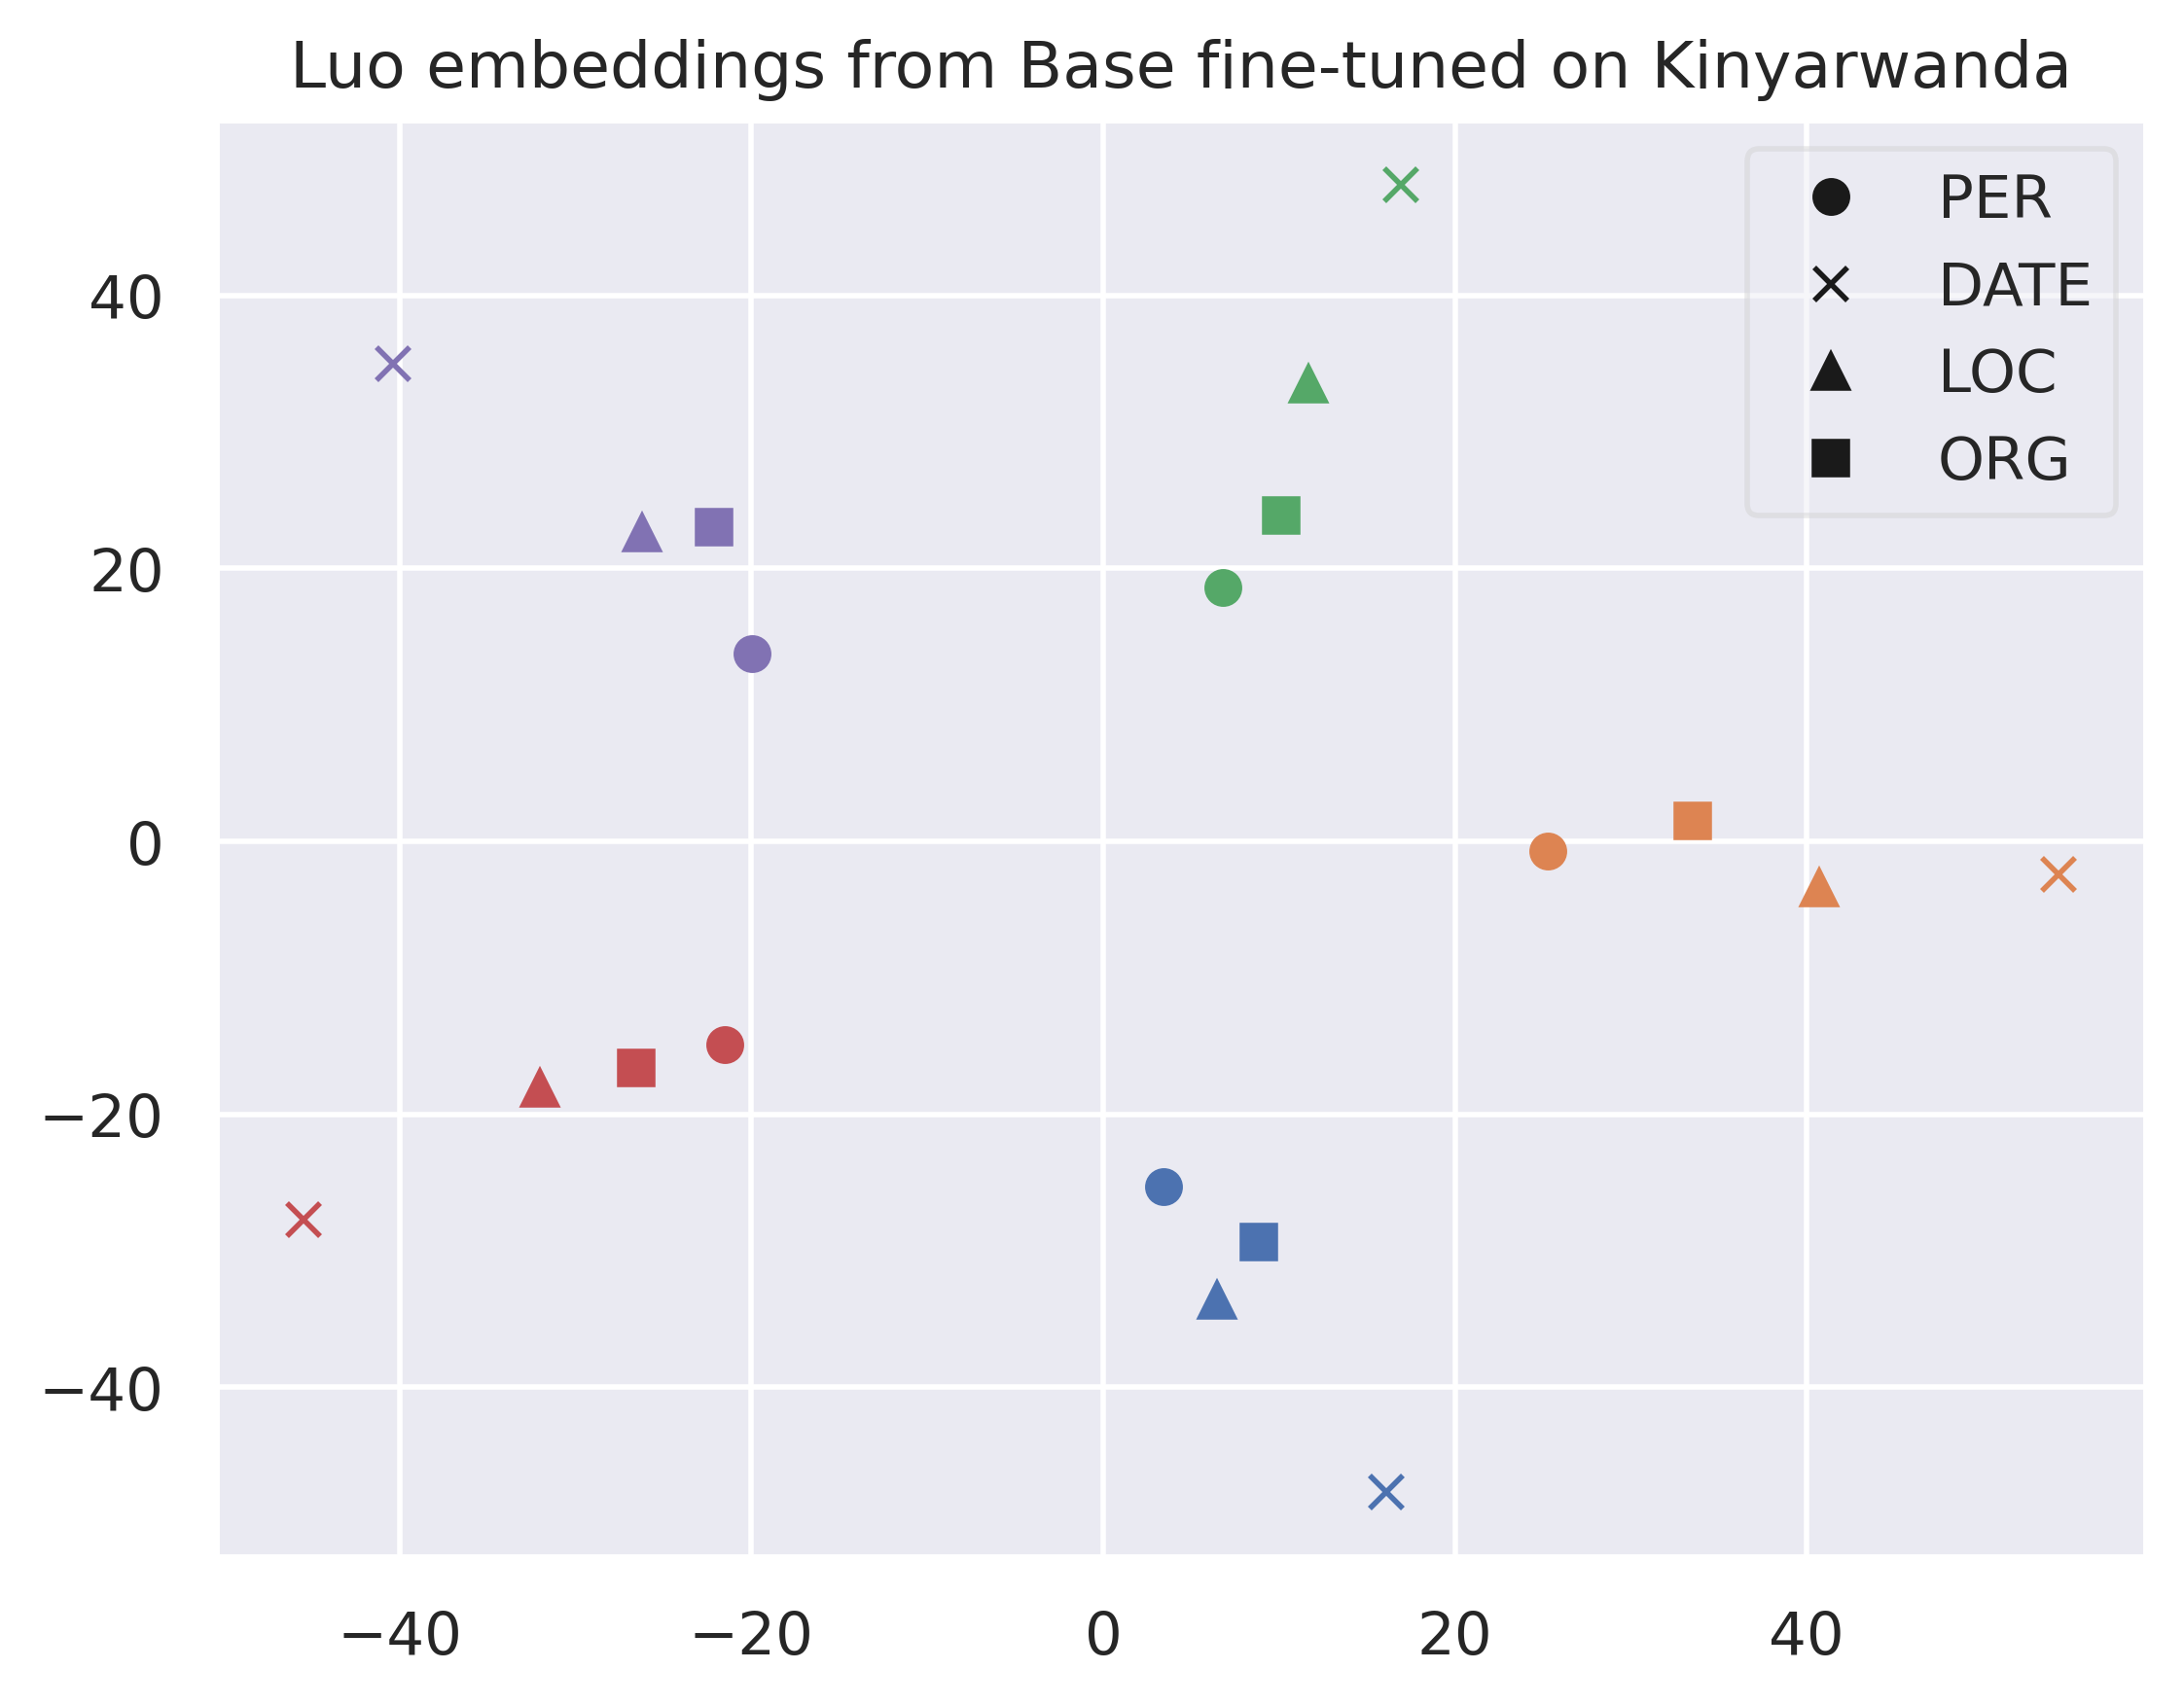 Luo embeddings from Base fine-tuned on Kinyarwanda
PER
DATE
LOC
ORG
40
20
0
−20
−40
−40 −20 0 20 40